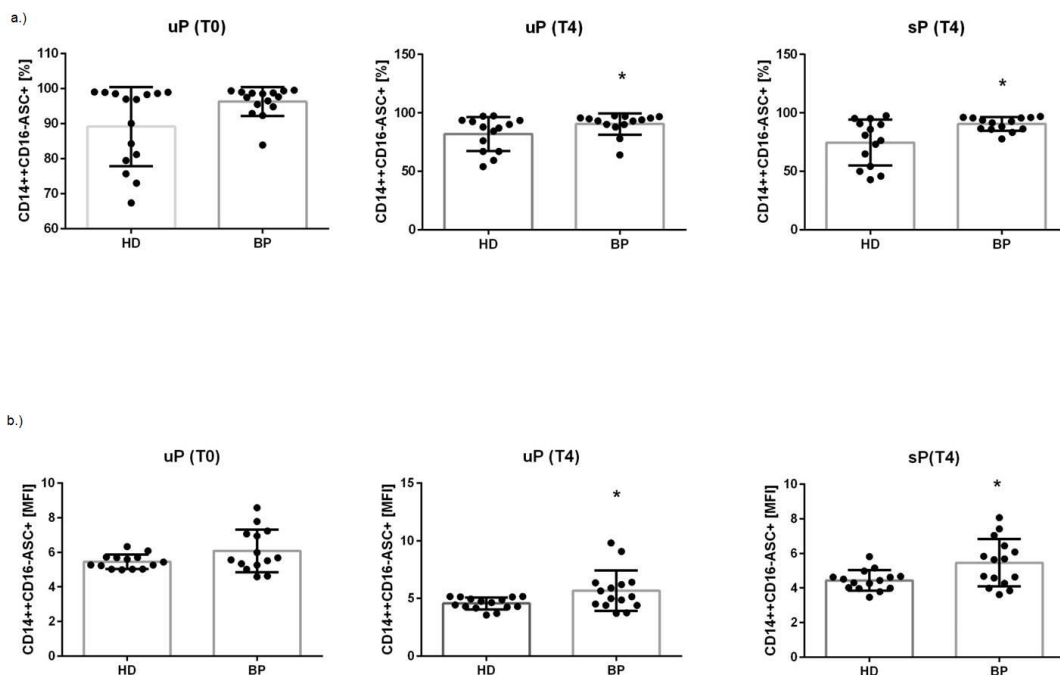 a.)
uP (T0)
CD14++CD16-ASC+ [%]
110
100
90
80
70
60
HD
BP
uP (T4)
CD14++CD16-ASC+ [%]
150
100
50
0
*
HD
BP
sP (T4)
CD14++CD16-ASC+ [%]
150
100
50
0
*
HD
BP
b.)
uP (T0)
CD14++CD16-ASC+ [MFI]
10
8
6
4
2
0
HD
BP
uP (T4)
CD14++CD16-ASC+ [MFI]
15
10
5
0
*
HD
BP
sP(T4)
CD14++CD16-ASC+ [MFI]
10
8
6
4
2
0
*
HD
BP